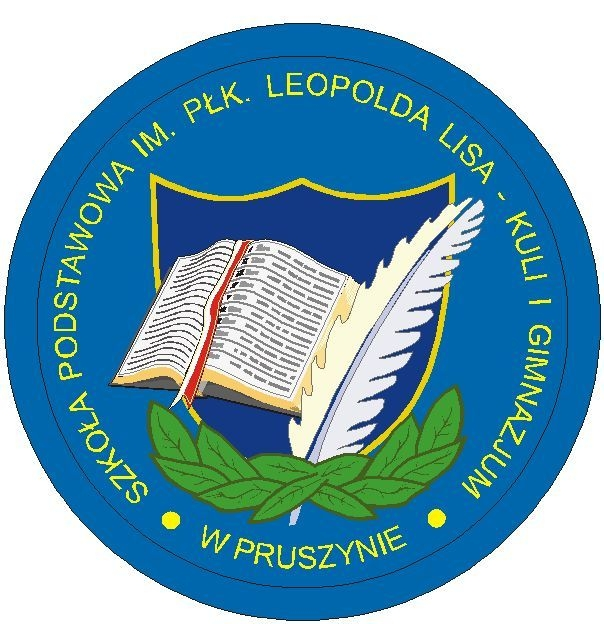 SZKOŁA PODSTAWOWA IM. PŁK. LEOPOLDA LISA - KULI I GIMNAZJUM
W PRUSZYNIE